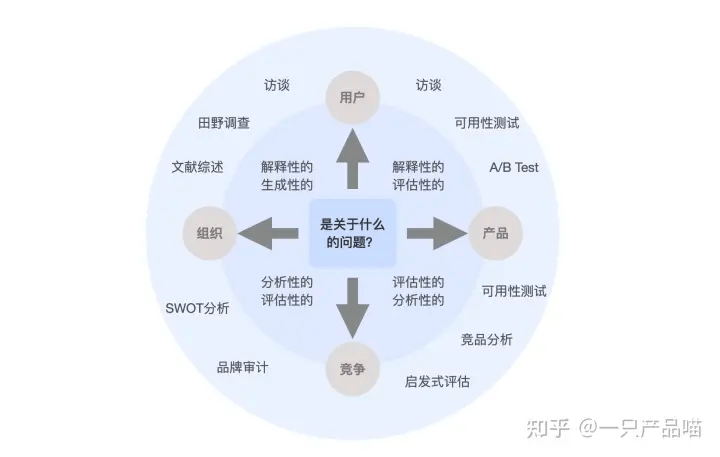 访谈
访谈
用户
田野调查
可用性测试
文献综述
解释性的
生成性的
解释性的
评估性的
A/B Test
组织
是关于什么
的问题？
产品
分析性的
评估性的
评估性的
分析性的
可用性测试
SWOT分析
竞品分析
品牌审计
竞争
启发式评估
知乎 @一只产品喵